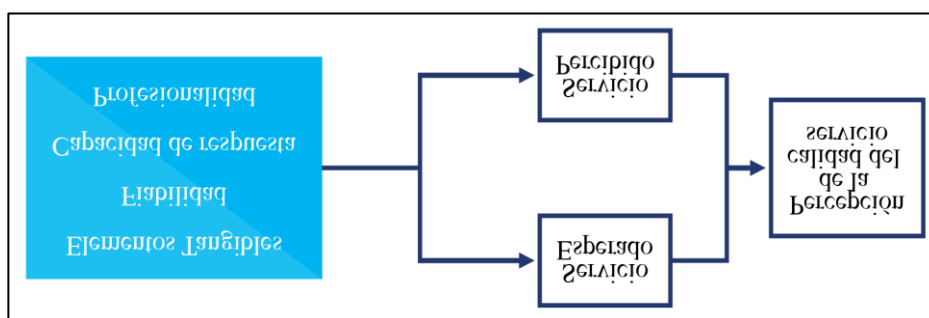 Elementos Tangibles
Fiabilidad
Capacidad de respuesta
Profesionalidad
Servicio
Esperado
Servicio
Percibido
Percepción
de la
calidad del
servicio